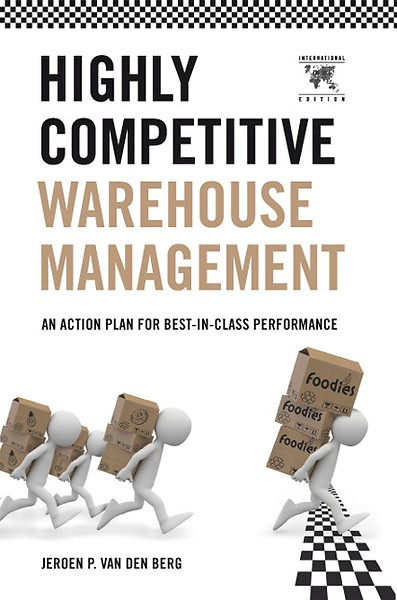 INTERNATIONAL
EDITION
HIGHLY
COMPETITIVE
WAREHOUSE
MANAGEMENT
AN ACTION PLAN FOR BEST-IN-CLASS PERFORMANCE
Foodies
Foodies
Foodies
JEROEN P. VAN DEN BERG